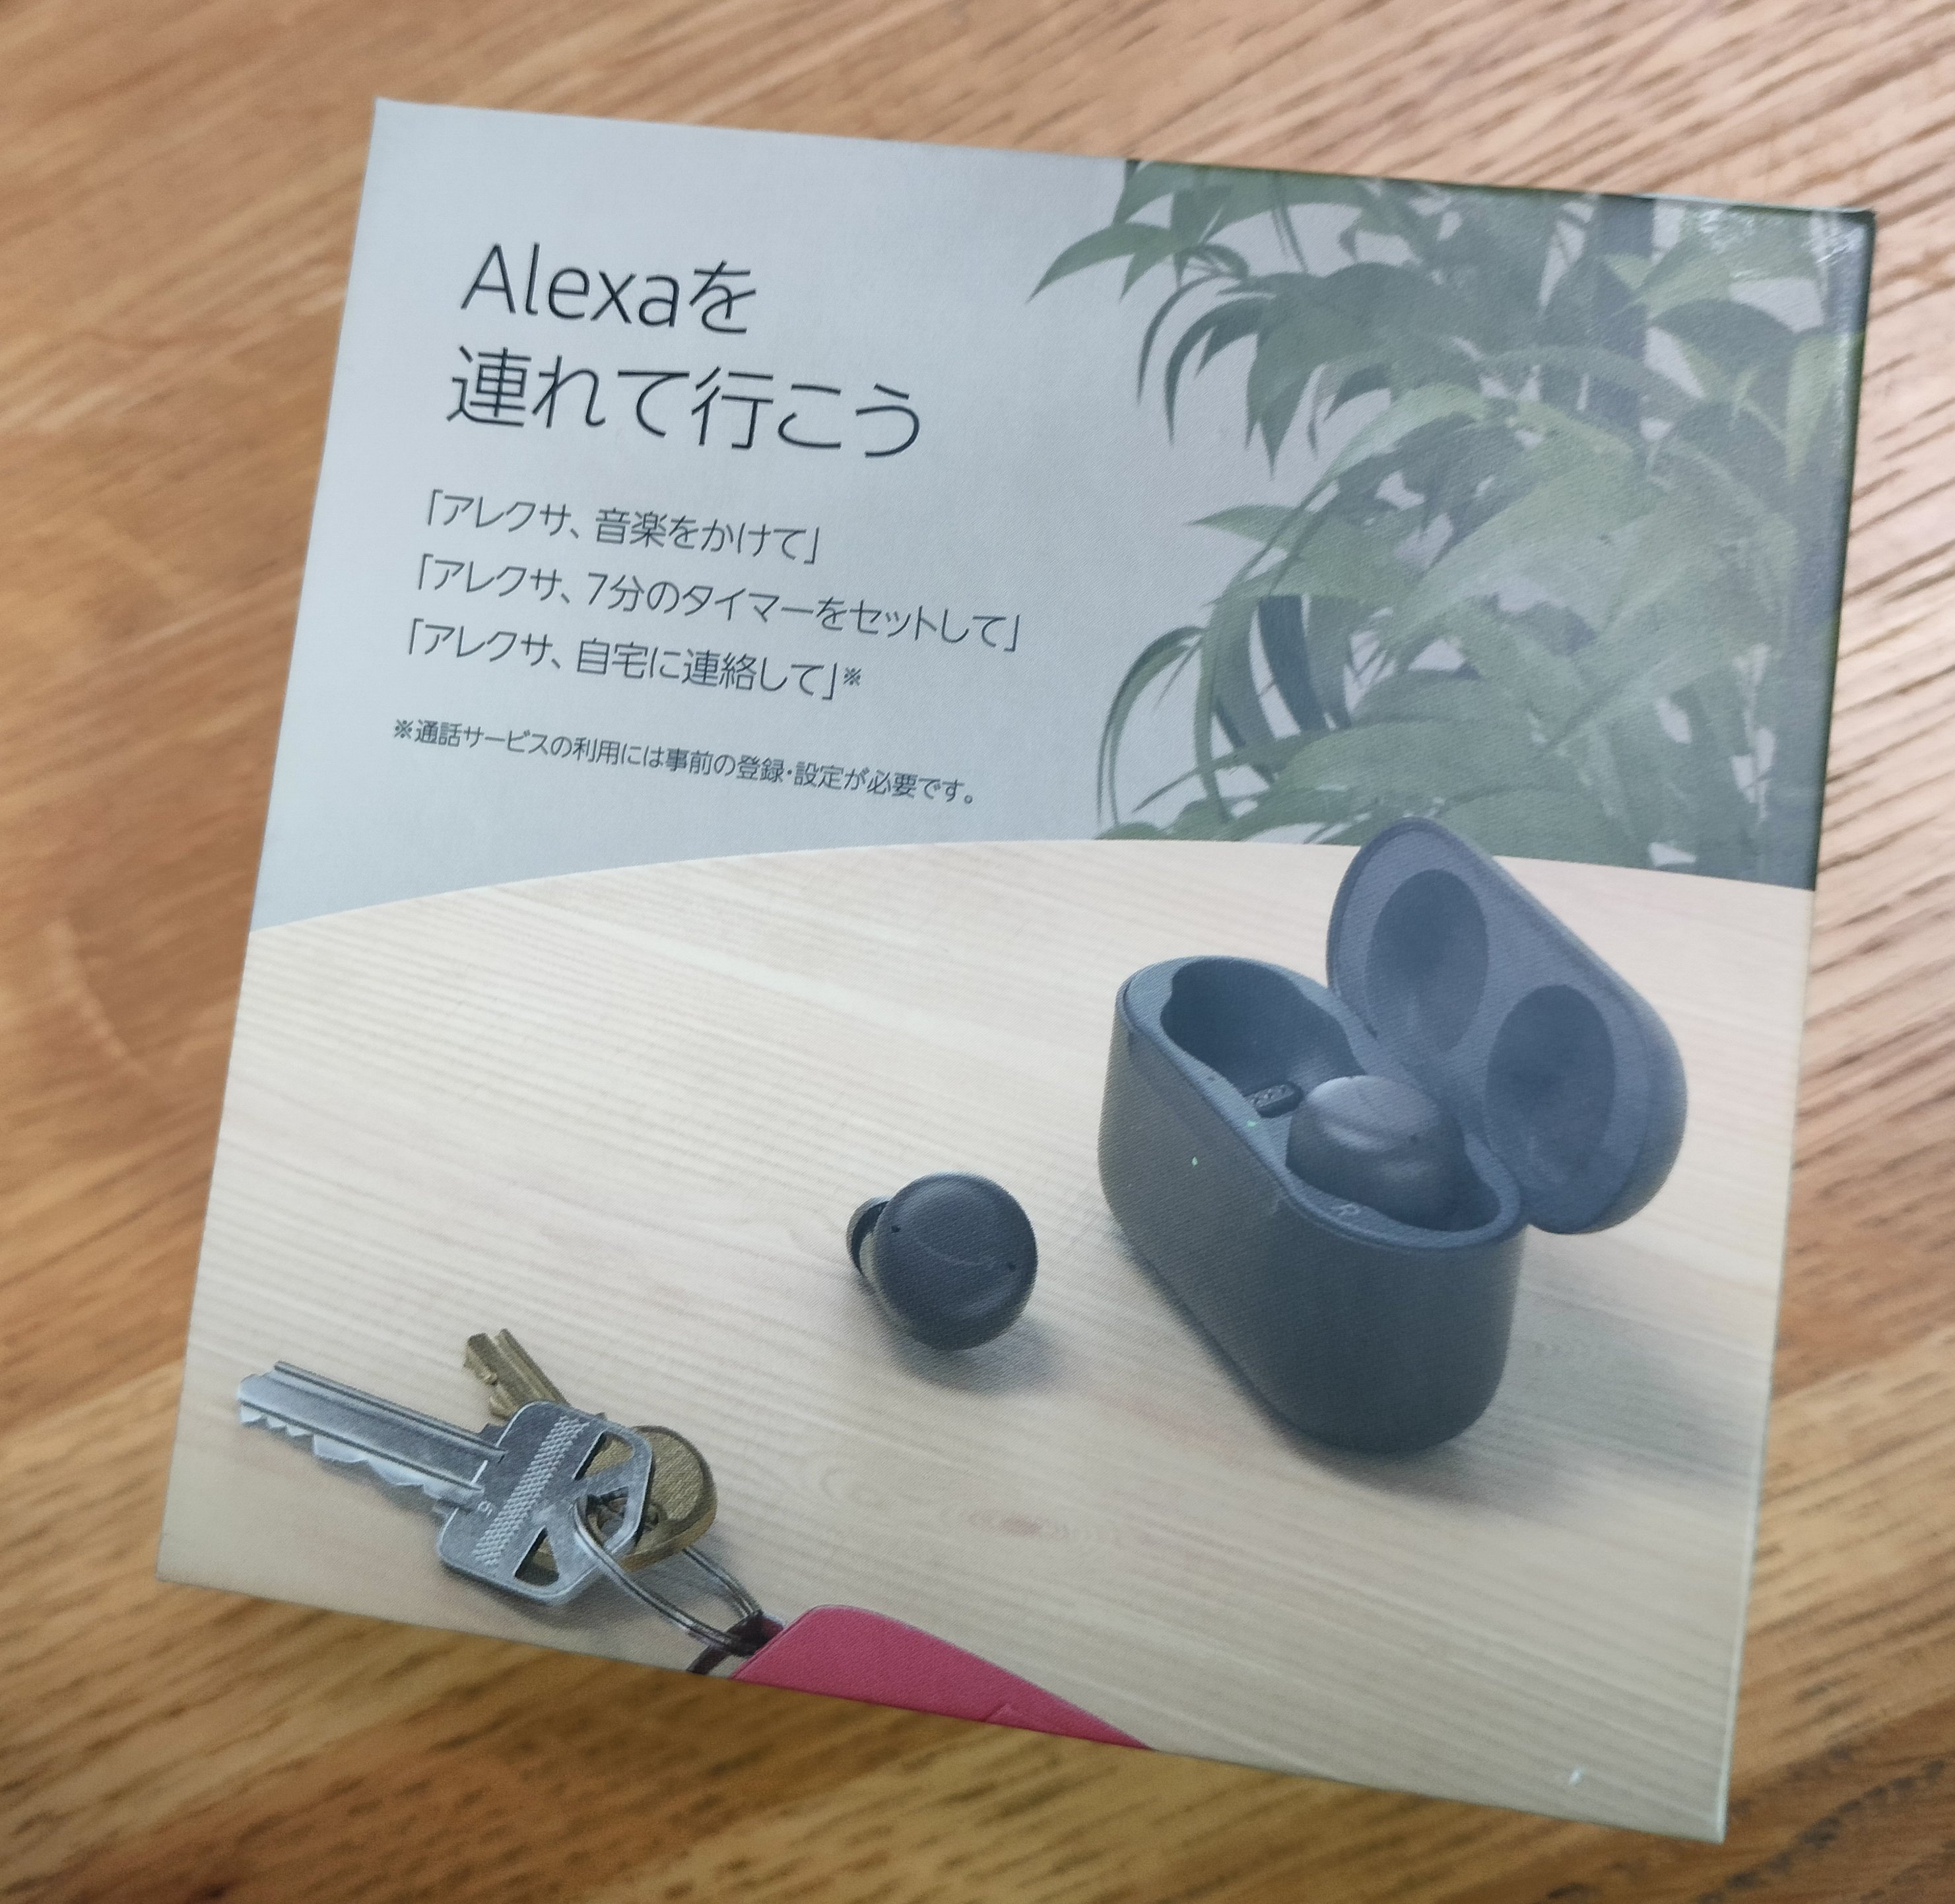 Alexaを
連れて行こう
「アレクサ、音楽をかけて」
「アレクサ、7分のタイマーをセットして」
「アレクサ、自宅に連絡して」※
※通話サービスの利用には事前の登録・設定が必要です。
R